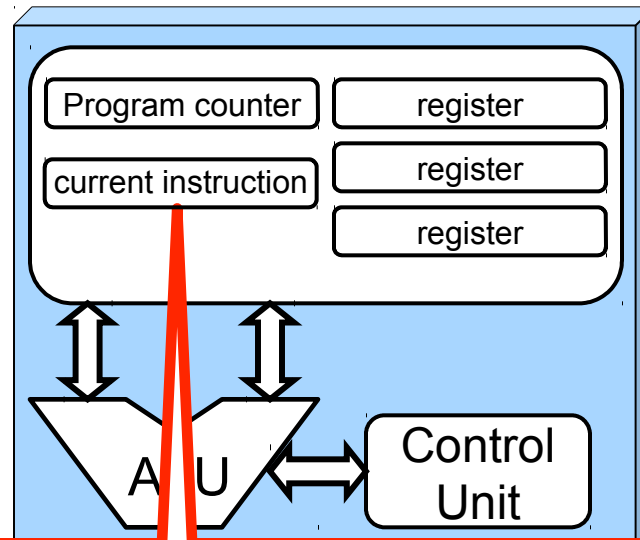 Program counter
register
current instruction
register
register
A U
Control
Unit